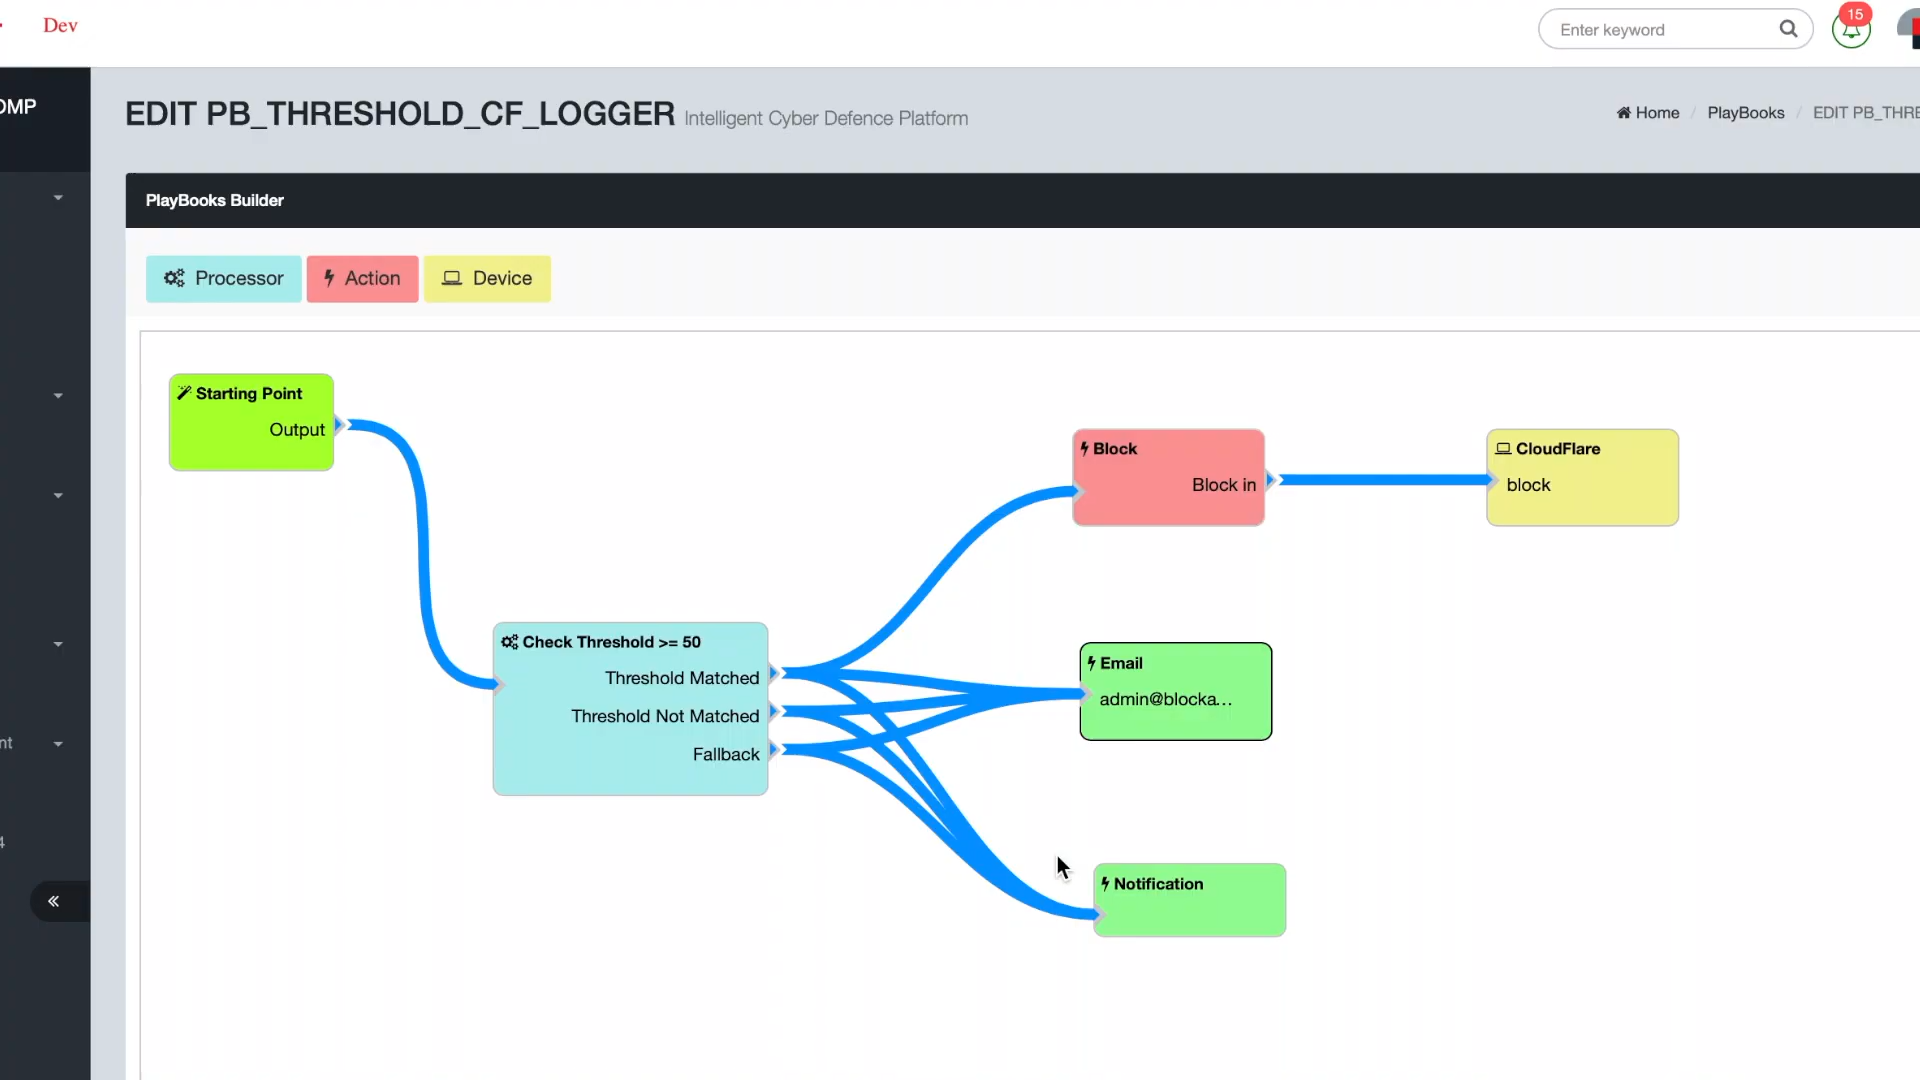 Dev
Enter keyword
15
OMP
EDIT PB_THRESHOLD_CF_LOGGER Intelligent Cyber Defence Platform
Home / PlayBooks / EDIT PB_THRE
PlayBooks Builder
Processor
Action
Device
Starting Point
Output
Block
Block in
CloudFlare
block
Check Threshold >= 50
Threshold Matched
Threshold Not Matched
Fallback
Email
admin@blocka...
nt
4
Notification